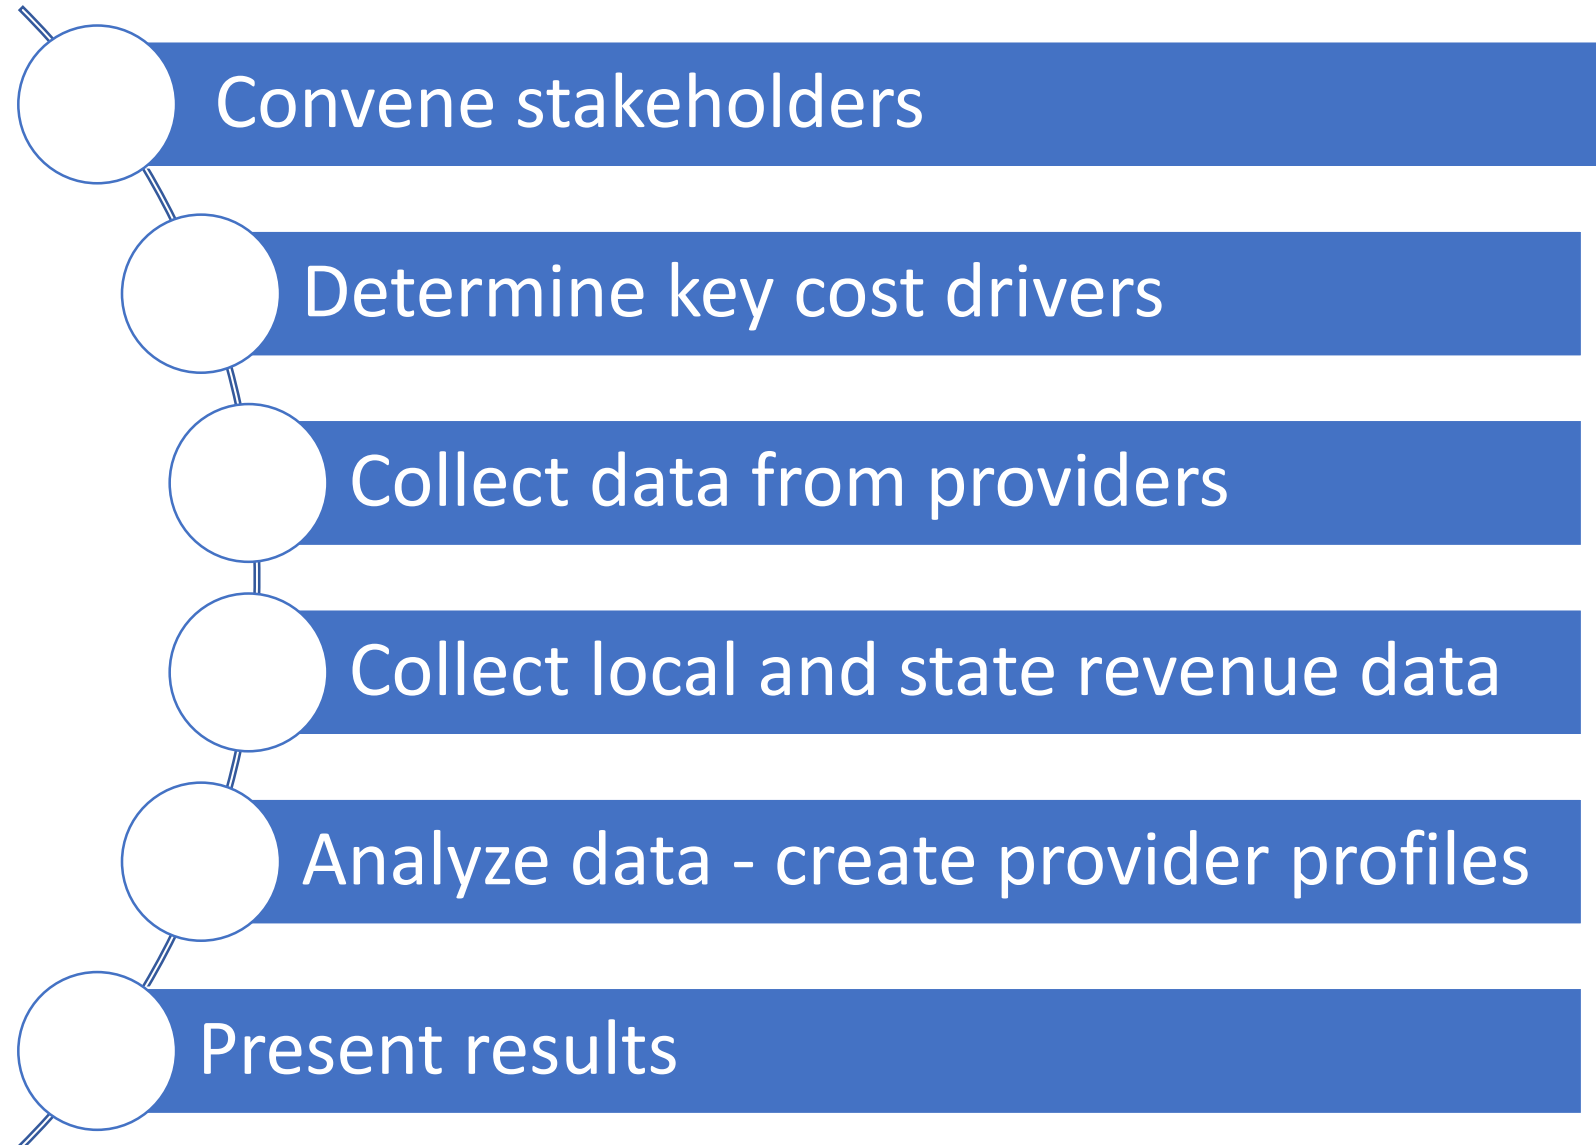 Convene stakeholders
Determine key cost drivers
Collect data from providers
Collect local and state revenue data
Analyze data - create provider profiles
Present results